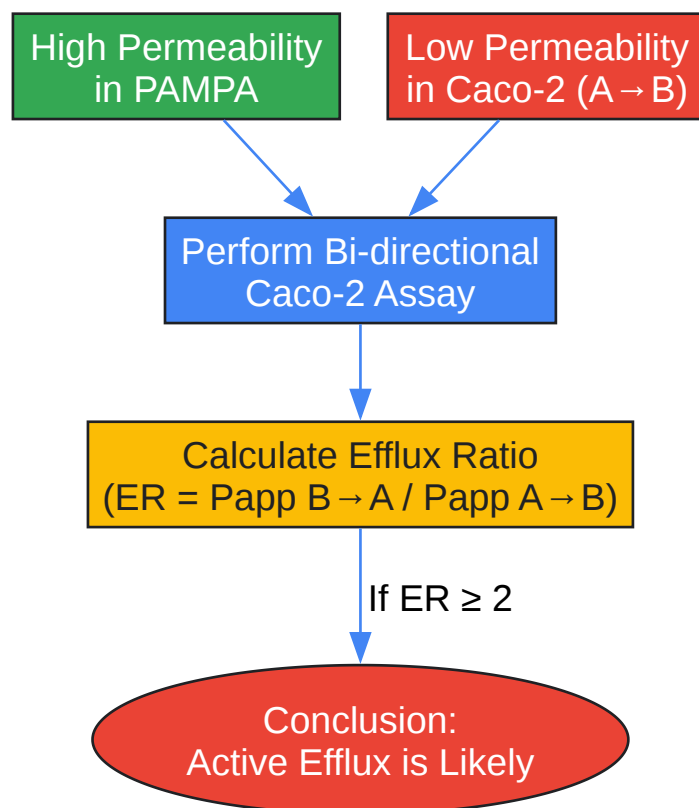 High Permeability
in PAMPA
Low Permeability
in Caco-2 (A→B)
Perform Bi-directional
Caco-2 Assay
Calculate Efflux Ratio
(ER = Papp B→A / Papp A→B)
If ER ≥ 2
Conclusion:
Active Efflux is Likely